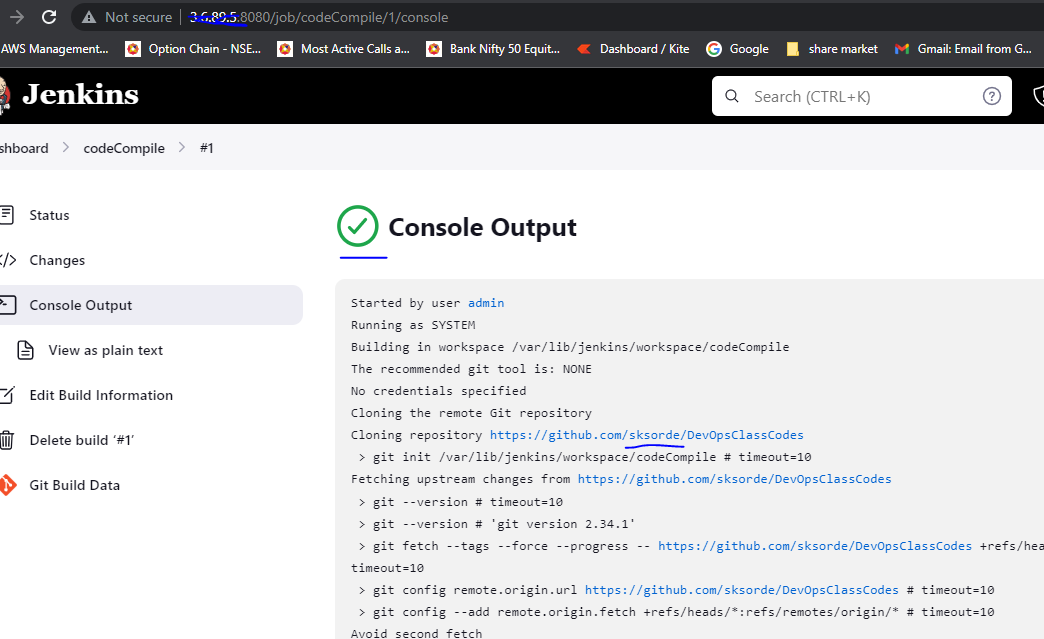 Not secure 3.6.89.5:8080/job/codeCompile/1/console
AWS Management... Option Chain - NSE... Most Active Calls a... Bank Nifty 50 Equit... Dashboard / Kite Google share market Gmail: Email from G...
Jenkins Search (CTRL+K)
shboard codeCompile #1
Status
Changes
Console Output
View as plain text
Edit Build Information
Delete build ‘#1’
Git Build Data
Console Output
Started by user admin
Running as SYSTEM
Building in workspace /var/lib/jenkins/workspace/codeCompile
The recommended git tool is: NONE
No credentials specified
Cloning the remote Git repository
Cloning repository https://github.com/sksorde/DevOpsClassCodes
> git init /var/lib/jenkins/workspace/codeCompile # timeout=10
Fetching upstream changes from https://github.com/sksorde/DevOpsClassCodes
> git --version # timeout=10
> git --version # 'git version 2.34.1'
> git fetch --tags --force --progress -- https://github.com/sksorde/DevOpsClassCodes +refs/hea
timeout=10
> git config remote.origin.url https://github.com/sksorde/DevOpsClassCodes # timeout=10
> git config --add remote.origin.fetch +refs/heads/*:refs/remotes/origin/* # timeout=10
Avoid second fetch